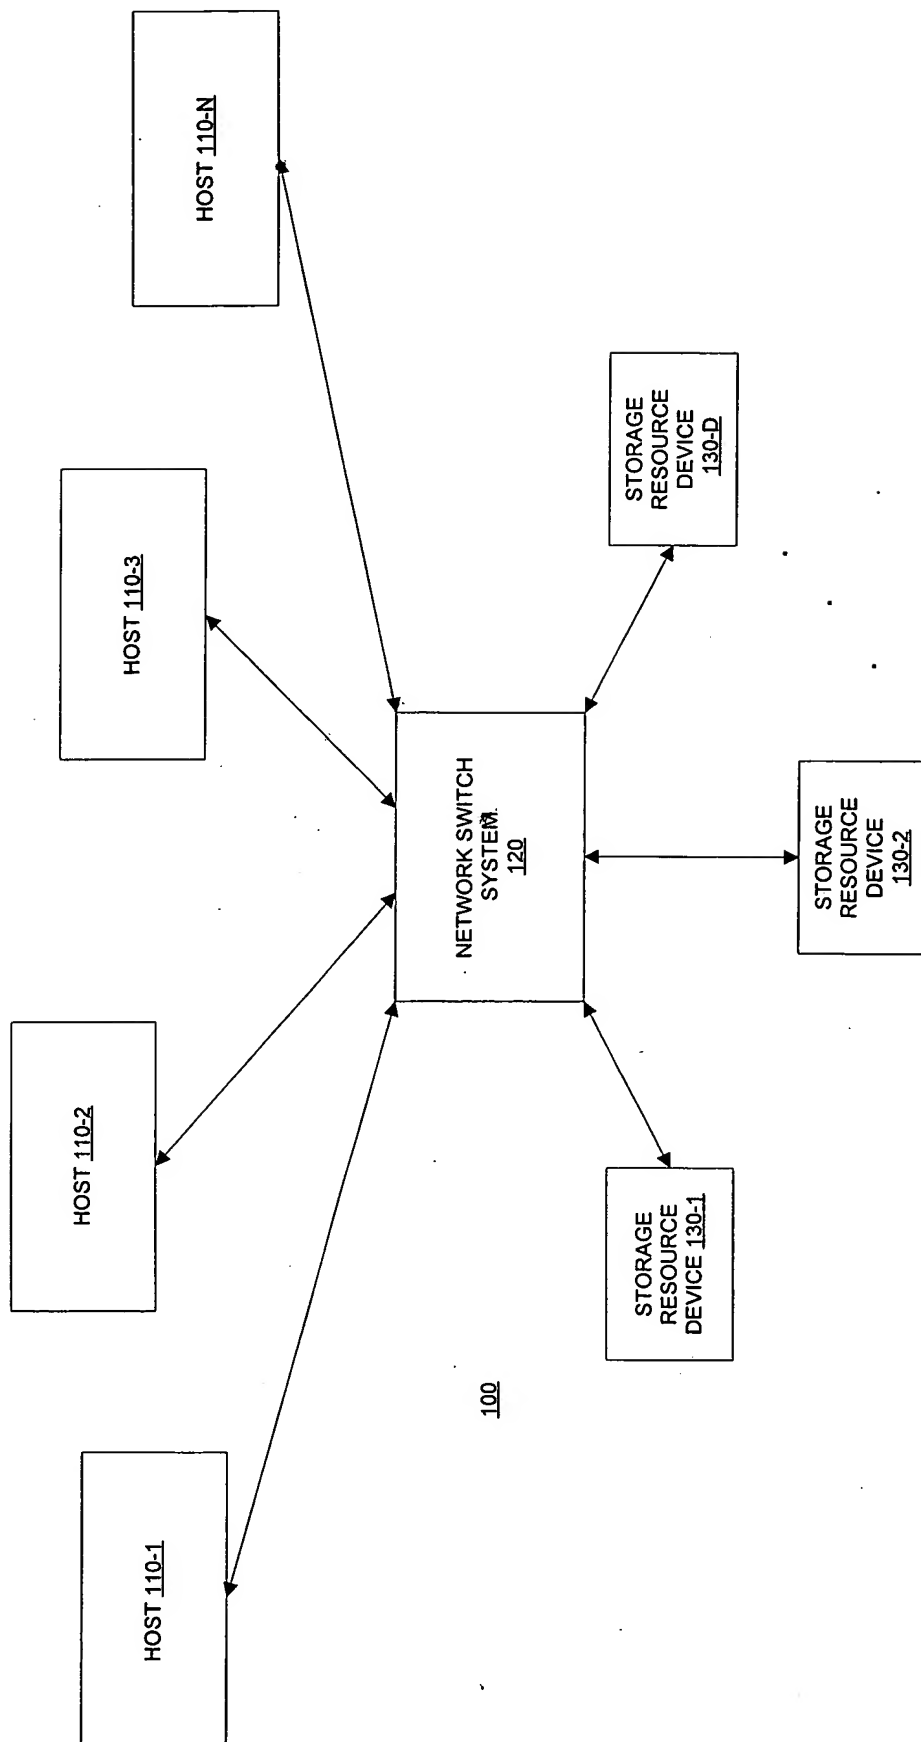 HOST 110-1
HOST 110-2
HOST 110-3
HOST 110-N
NETWORK SWITCH
SYSTEM
120
STORAGE
RESOURCE
DEVICE 130-1
STORAGE
RESOURCE
DEVICE
130-2
STORAGE
RESOURCE
DEVICE
130-D
100